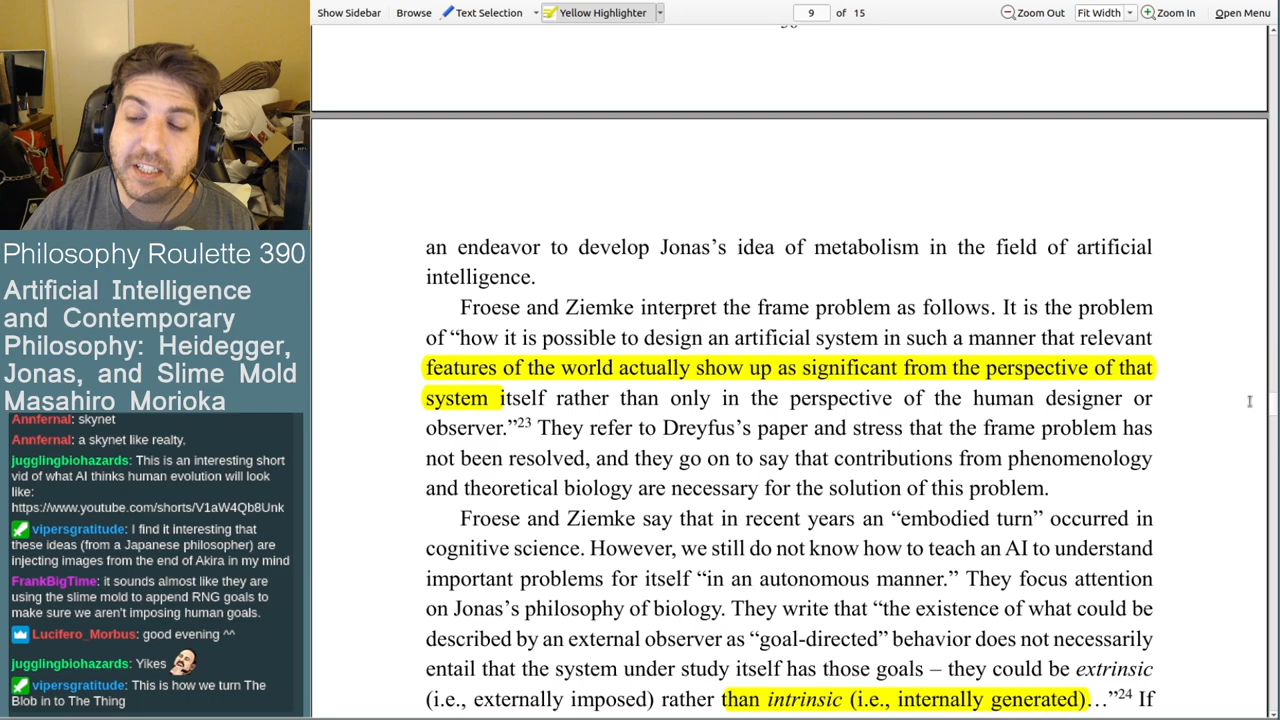 Show Sidebar Browse Text Selection Yellow Highlighter 9 of 15 Zoom Out Fit Width Zoom In Open Menu
Philosophy Roulette 390
Artificial Intelligence
and Contemporary
Philosophy: Heidegger,
Jonas, and Slime Mold
Masahiro Morioka
Annfernal: skynet
Annfernal: a skynet like realty,
jugglingbiohazards: This is an interesting short
vid of what AI thinks human evolution will look
like:
https://www.youtube.com/shorts/V1aW4Qb8Unk
vipersgratitude: I find it interesting that
these ideas (from a Japanese philosopher) are
injecting images from the end of Akira in my mind
FrankBigTime: it sounds almost like they are
using the slime mold to append RNG goals to
make sure we aren't imposing human goals.
Lucifero_Morbus: good evening ^^
jugglingbiohazards: Yikes
vipersgratitude: This is how we turn The
Blob in to The Thing
an endeavor to develop Jonas’s idea of metabolism in the field of artificial
intelligence.
Froese and Ziemke interpret the frame problem as follows. It is the problem
of “how it is possible to design an artificial system in such a manner that relevant
features of the world actually show up as significant from the perspective of that
system itself rather than only in the perspective of the human designer or
observer.”23 They refer to Dreyfus’s paper and stress that the frame problem has
not been resolved, and they go on to say that contributions from phenomenology
and theoretical biology are necessary for the solution of this problem.
Froese and Ziemke say that in recent years an “embodied turn” occurred in
cognitive science. However, we still do not know how to teach an AI to understand
important problems for itself “in an autonomous manner.” They focus attention
on Jonas’s philosophy of biology. They write that “the existence of what could be
described by an external observer as “goal-directed” behavior does not necessarily
entail that the system under study itself has those goals – they could be extrinsic
(i.e., externally imposed) rather than intrinsic (i.e., internally generated)…”24 If